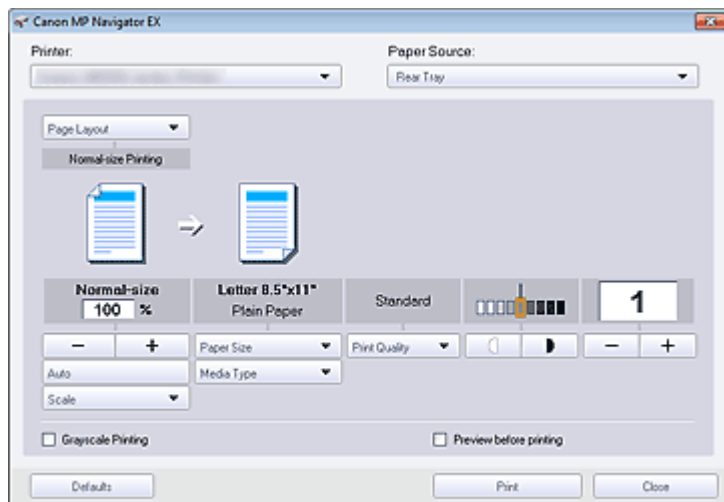 Canon MP Navigator EX
Printer:
Paper Source:
Rear Tray
Page Layout
Normal-size Printing
Normal-size
100 %
Letter 8.5"x11"
Plain Paper
Standard
1
- +
Paper Size
Print Quality
- +
Auto
Media Type
Scale
Grayscale Printing
Preview before printing
Defaults
Print
Close